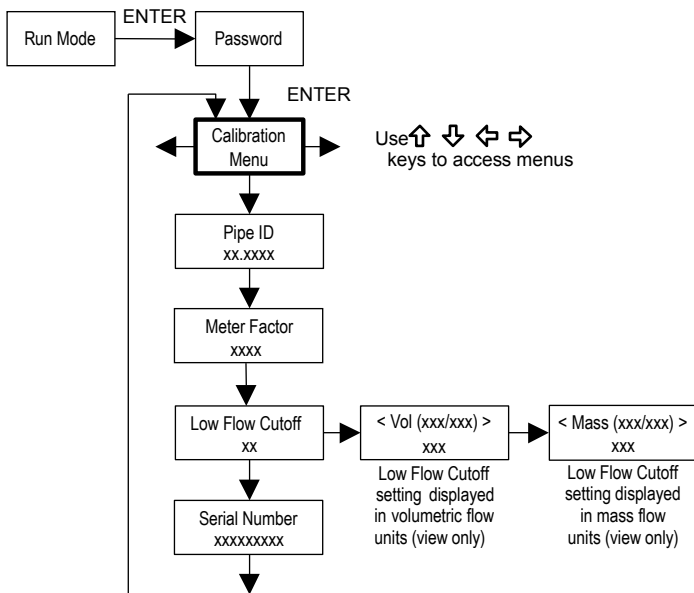 ENTER
Run Mode
Password
ENTER
Calibration
Menu
Use
keys to access menus
Pipe ID
xx.xxxx
Meter Factor
xxxx
Low Flow Cutoff
xx
< Vol (xxx/xxx) >
xxx
< Mass (xxx/xxx) >
xxx
Low Flow Cutoff
setting displayed
in volumetric flow
units (view only)
Low Flow Cutoff
setting displayed
in mass flow
units (view only)
Serial Number
xxxxxxxxx